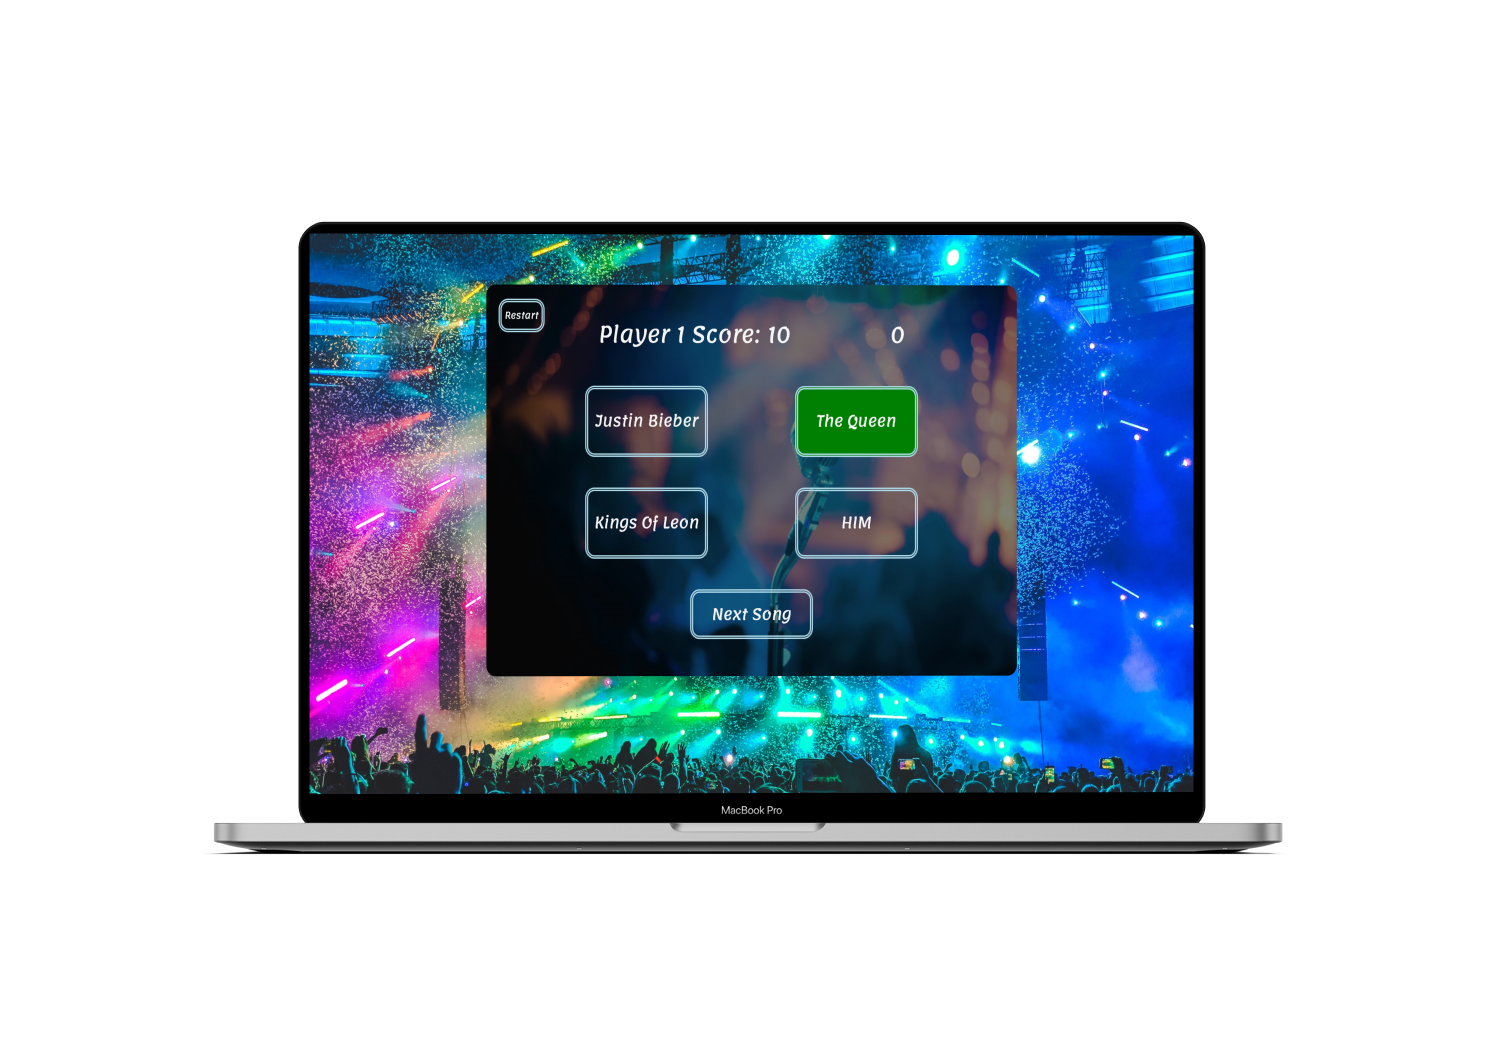 Restart
Player 1 Score: 10
0
Justin Bieber
The Queen
Kings Of Leon
HIM
Next Song
MacBook Pro